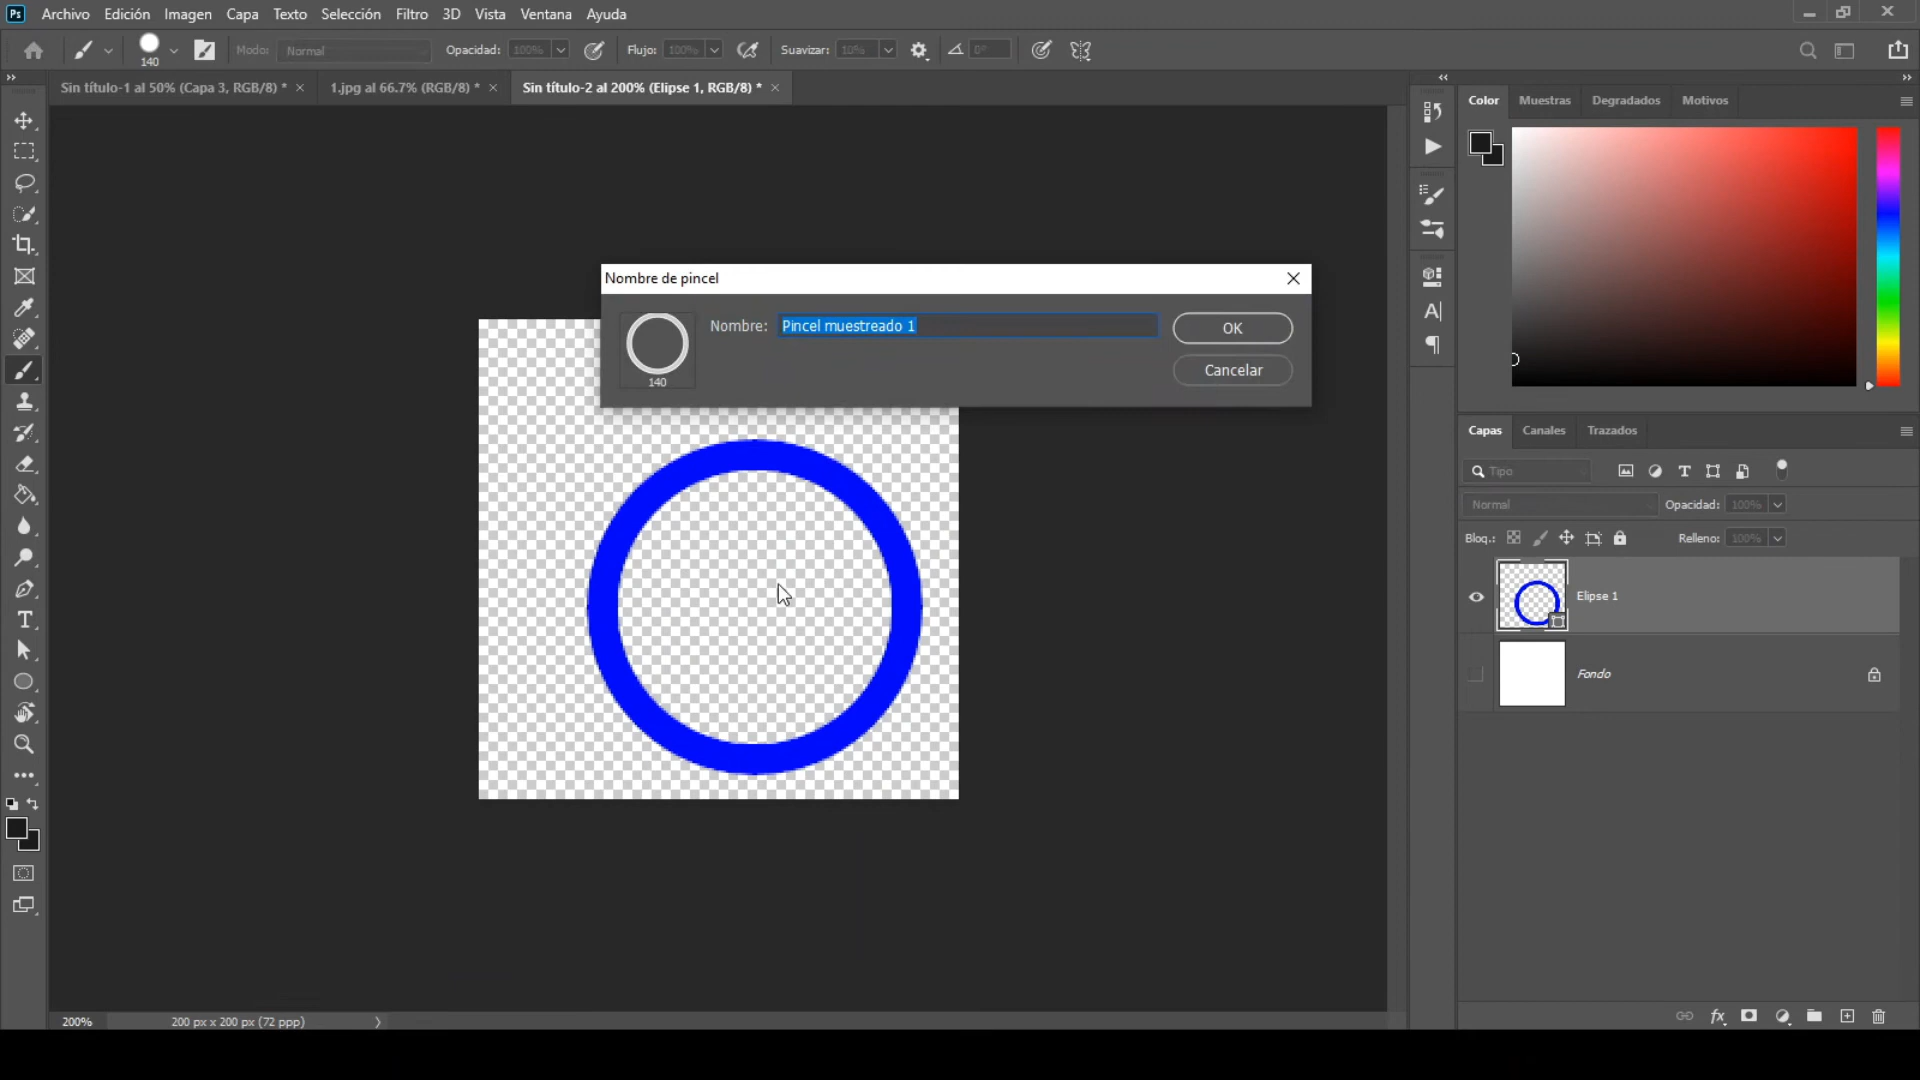 Ps Archivo Edición Imagen Capa Texto Selección Filtro 3D Vista Ventana Ayuda
140 Modo: Normal Opacidad: 100% Flujo: 100% Suavizar: 10% 0°
Sin título-1 al 50% (Capa 3, RGB/8) * 1.jpg al 66.7% (RGB/8) * Sin título-2 al 200% (Elipse 1, RGB/8) *
Color Muestras Degradados Motivos
Nombre de pincel
Nombre: Pincel muestreado 1 OK
140 Cancelar
Capas Canales Trazados
Tipo
Normal Opacidad: 100%
Bloq.: Relleno: 100%
Elipse 1
Fondo
200% 200 px x 200 px (72 ppp)